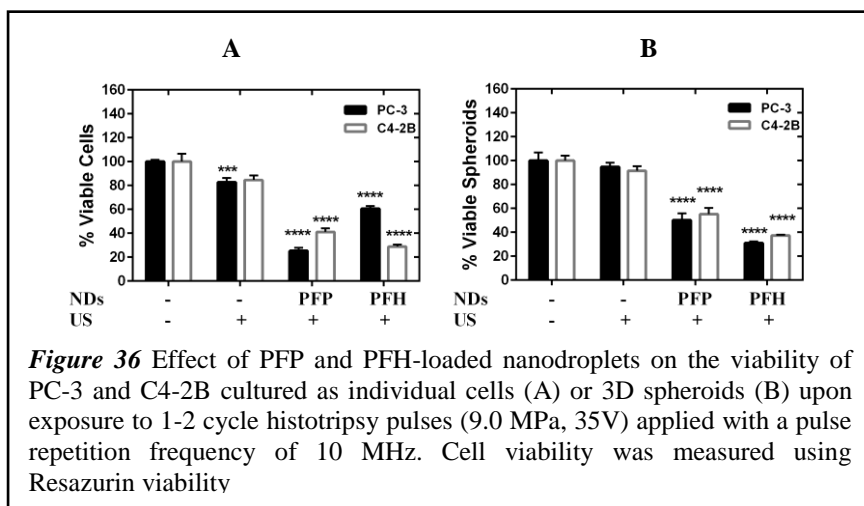 A
B
160
140
120
100
80
60
40
20
0
% Viable Cells
PC-3
C4-2B
***
**** **** **** ****
NDs - - PFP PFH
US - + + +
160
140
120
100
80
60
40
20
0
% Viable Spheroids
PC-3
C4-2B
**** **** **** ****
NDs - - PFP PFH
US - + + +
Figure 36 Effect of PFP and PFH-loaded nanodroplets on the viability of
PC-3 and C4-2B cultured as individual cells (A) or 3D spheroids (B) upon
exposure to 1-2 cycle histotripsy pulses (9.0 MPa, 35V) applied with a pulse
repetition frequency of 10 MHz. Cell viability was measured using
Resazurin viability